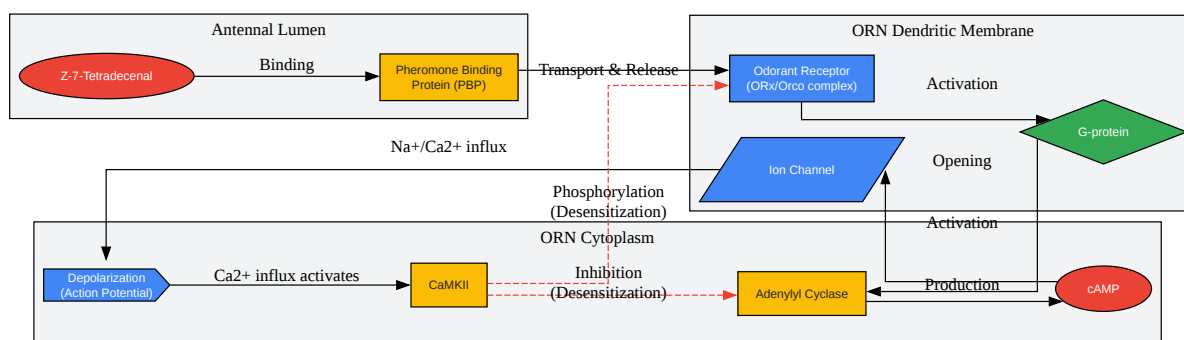 Antennal Lumen
ORN Dendritic Membrane
Z-7-Tetradecenal
Binding
Pheromone Binding
Protein (PBP)
Transport & Release
Odorant Receptor
(ORx/Orco complex)
Activation
G-protein
Na+/Ca2+ influx
Ion Channel
Opening
Phosphorylation
(Desensitization)
Activation
ORN Cytoplasm
Depolarization
(Action Potential)
Ca2+ influx activates
CaMKII
Inhibition
(Desensitization)
Adenylyl Cyclase
Production
cAMP